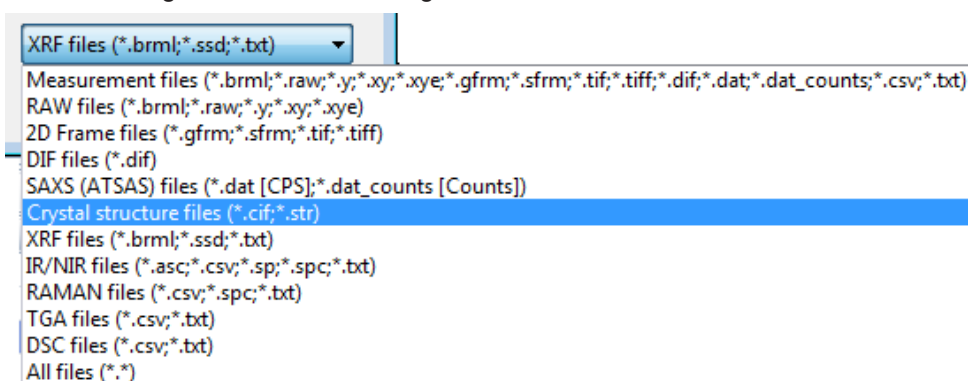 XRF files (*.brml;*.ssd;*.txt)
Measurement files (*.brml;*.raw;*.y;*.xy;*.xye;*.gfrm;*.sfrm;*.tif;*.tiff;*.dif;*.dat;*.dat_counts;*.csv;*.txt)
RAW files (*.brml;*.raw;*.y;*.xy;*.xye)
2D Frame files (*.gfrm;*.sfrm;*.tif;*.tiff)
DIF files (*.dif)
SAXS (ATSAS) files (*.dat [CPS];*.dat_counts [Counts])
Crystal structure files (*.cif;*.str)
XRF files (*.brml;*.ssd;*.txt)
IR/NIR files (*.asc;*.csv;*.sp;*.spc;*.txt)
RAMAN files (*.csv;*.spc;*.txt)
TGA files (*.csv;*.txt)
DSC files (*.csv;*.txt)
All files (*.*)